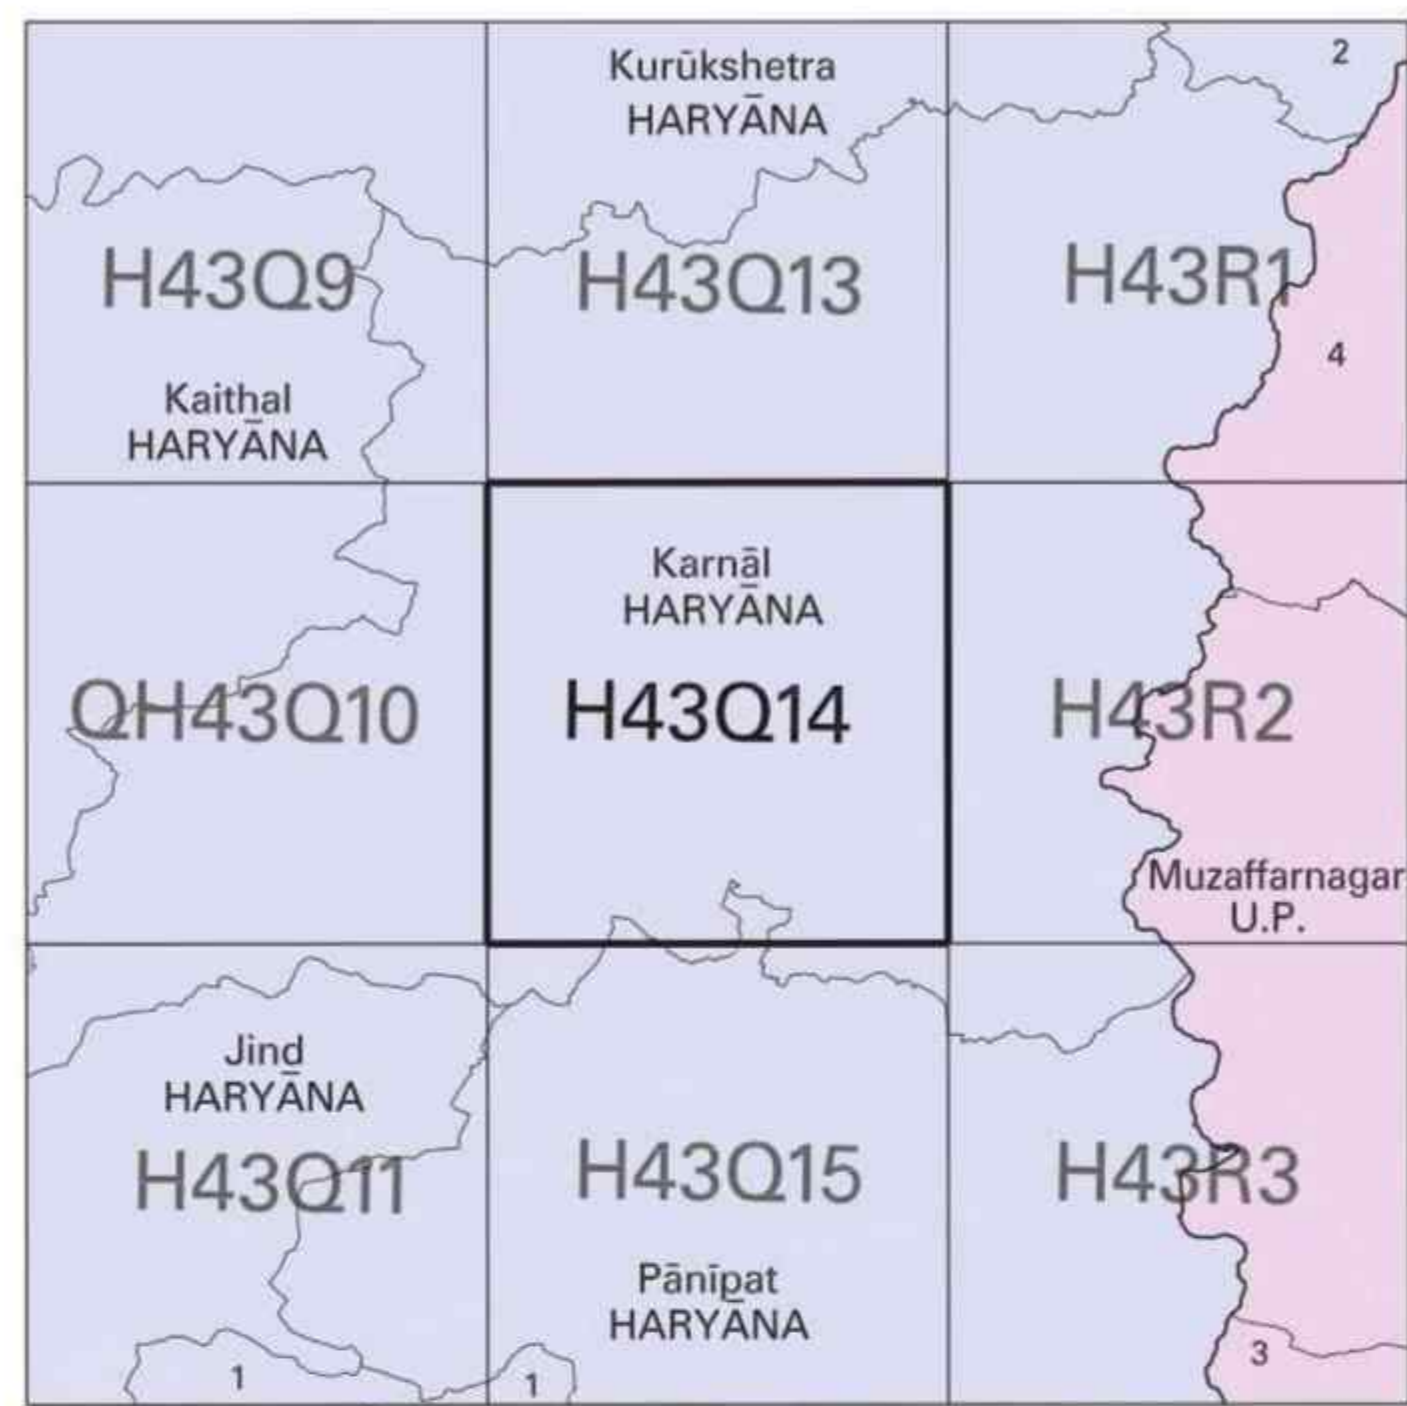 Kurūkshetra
HARYĀNA
2
H43Q9
H43Q13
H43R1
4
Kaithal
HARYĀNA
Karnāl
HARYĀNA
QH43Q10
H43Q14
H43R2
Muzaffarnagar
U.P.
Jind
HARYĀNA
H43Q11
H43Q15
H43R3
Pānīpat
HARYĀNA
1
1
3